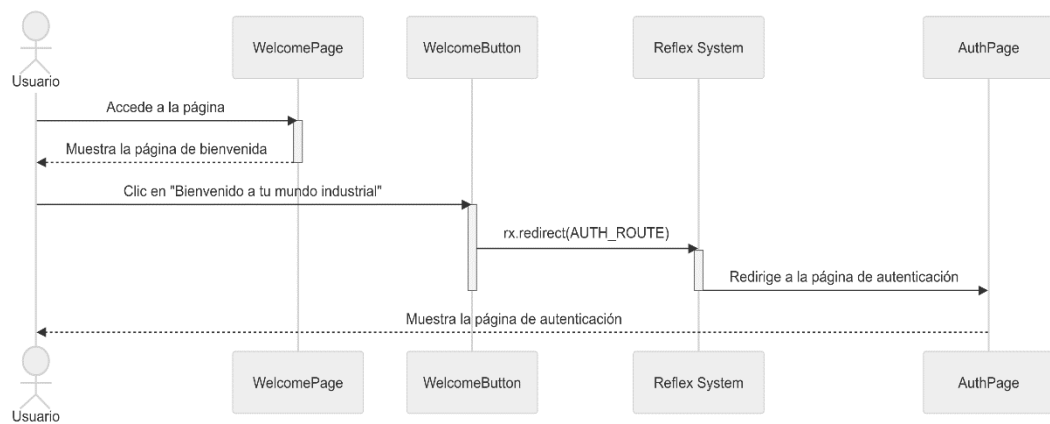 WelcomePage
WelcomeButton
Reflex System
AuthPage
Usuario
Accede a la página
Muestra la página de bienvenida
Clic en "Bienvenido a tu mundo industrial"
rx.redirect(AUTH_ROUTE)
Redirige a la página de autenticación
Muestra la página de autenticación
WelcomePage
WelcomeButton
Reflex System
AuthPage
Usuario